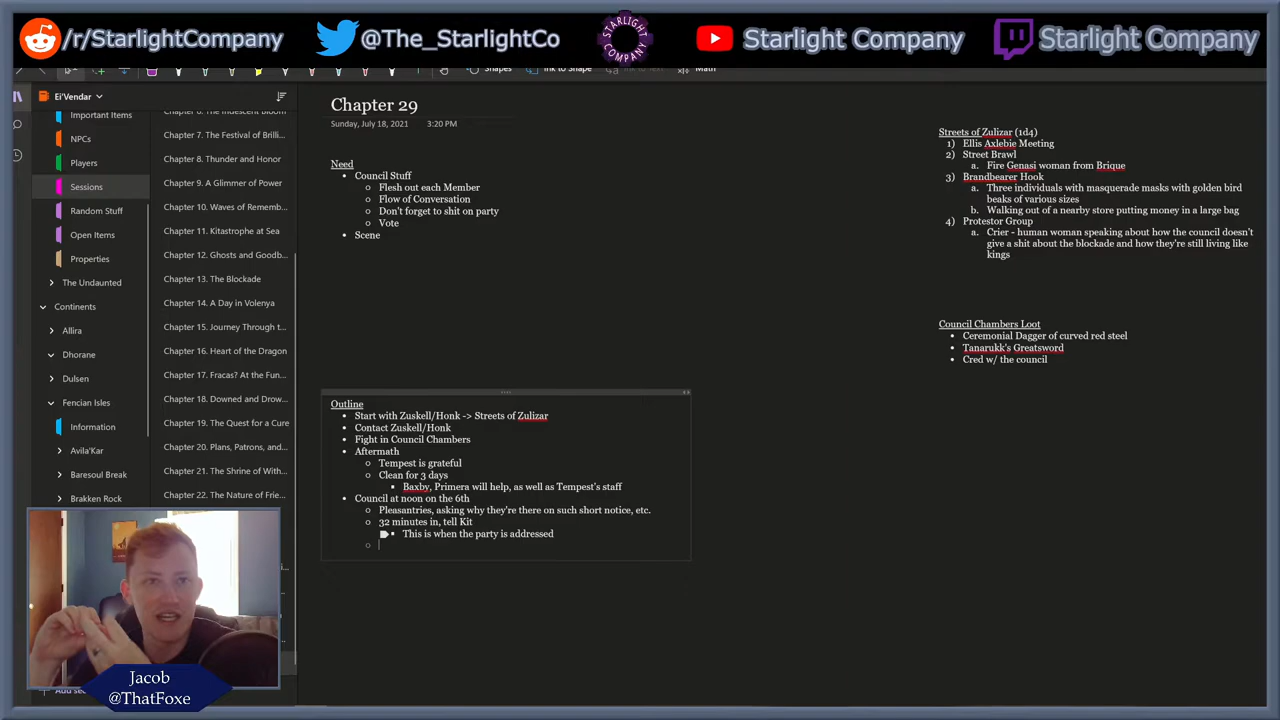 /r/StarlightCompany
@The_StarlightCo
STARLIGHT COMPANY
Starlight Company
Starlight Company
Shapes
Ink to Shape
Ink to Text
Math
Ei'Vendar
Important Items
NPCs
Players
Sessions
Random Stuff
Open Items
Properties
The Undaunted
Continents
Allira
Dhorane
Dulsen
Fencian Isles
Information
Avila'Kar
Baresoul Break
Brakken Rock
Chapter 6. The Iridescent Bloom
Chapter 7. The Festival of Brilli...
Chapter 8. Thunder and Honor
Chapter 9. A Glimmer of Power
Chapter 10. Waves of Rememb...
Chapter 11. Kitastrophe at Sea
Chapter 12. Ghosts and Goodb...
Chapter 13. The Blockade
Chapter 14. A Day in Volenya
Chapter 15. Journey Through t...
Chapter 16. Heart of the Dragon
Chapter 17. Fracas? At the Fun...
Chapter 18. Downed and Drow...
Chapter 19. The Quest for a Cure
Chapter 20. Plans, Patrons, and...
Chapter 21. The Shrine of With...
Chapter 22. The Nature of Frie...
Chapter 29
Sunday, July 18, 2021 3:20 PM
Need
• Council Stuff
○ Flesh out each Member
○ Flow of Conversation
○ Don't forget to shit on party
○ Vote
• Scene
Outline
• Start with Zuskell/Honk -> Streets of Zulizar
• Contact Zuskell/Honk
• Fight in Council Chambers
• Aftermath
○ Tempest is grateful
○ Clean for 3 days
▪ Baxby, Primera will help, as well as Tempest's staff
• Council at noon on the 6th
○ Pleasantries, asking why they're there on such short notice, etc.
○ 32 minutes in, tell Kit
▪ This is when the party is addressed
○
Streets of Zulizar (1d4)
1) Ellis Axlebie Meeting
2) Street Brawl
a. Fire Genasi woman from Brique
3) Brandbearer Hook
a. Three individuals with masquerade masks with golden bird
beaks of various sizes
b. Walking out of a nearby store putting money in a large bag
4) Protestor Group
a. Crier - human woman speaking about how the council doesn't
give a shit about the blockade and how they're still living like
kings
Council Chambers Loot
• Ceremonial Dagger of curved red steel
• Tanarukk's Greatsword
• Cred w/ the council
Jacob
@ThatFoxe